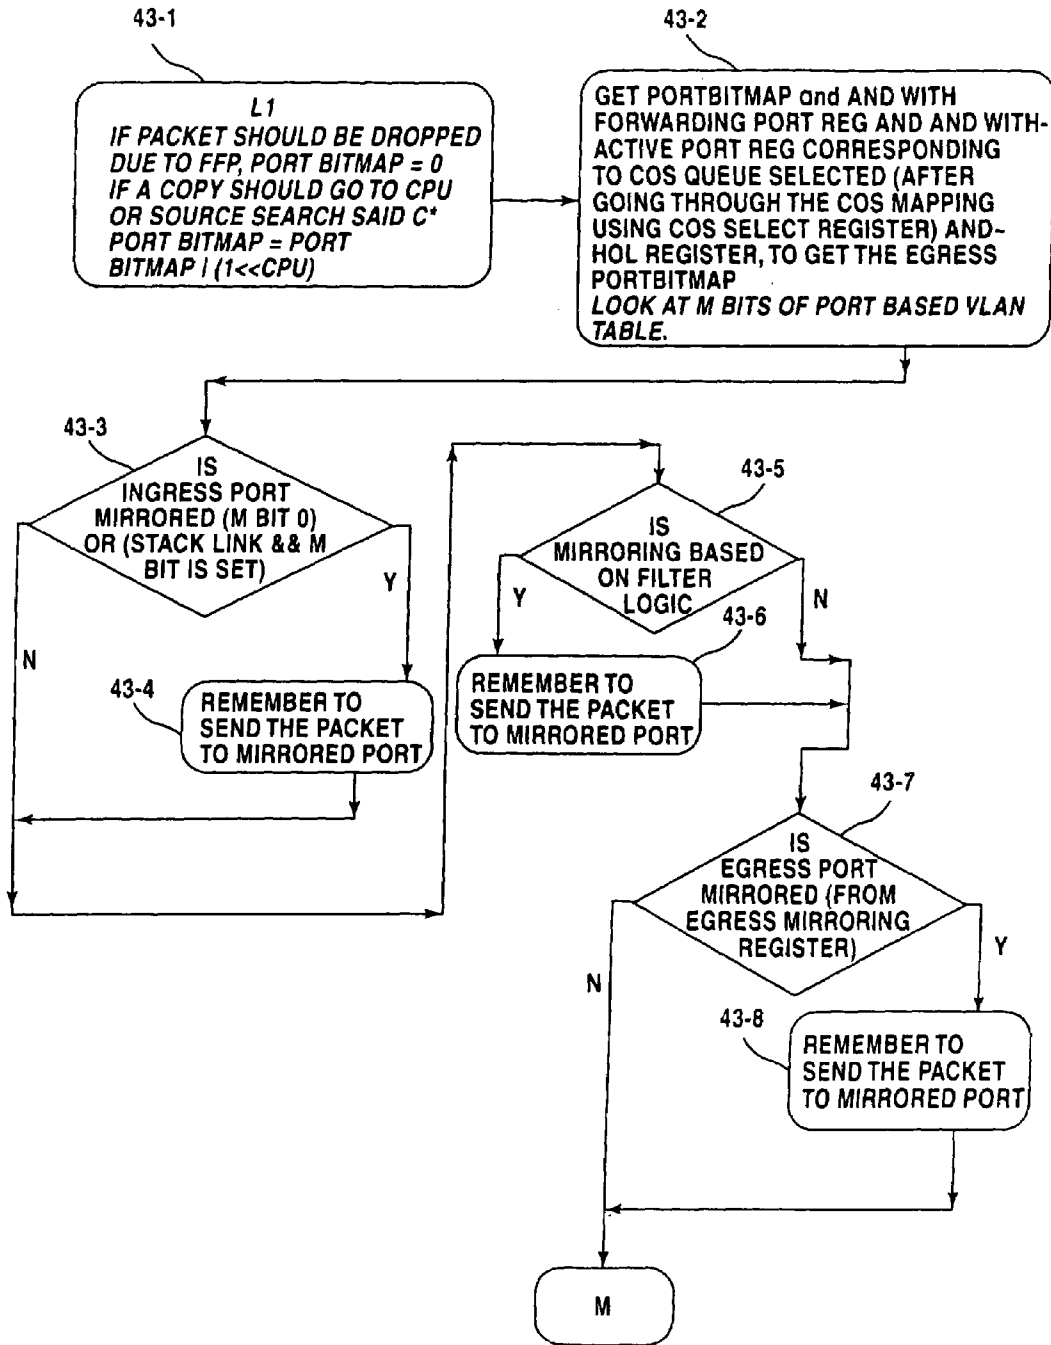 43-1
L1
IF PACKET SHOULD BE DROPPED
DUE TO FFP, PORT BITMAP = 0
IF A COPY SHOULD GO TO CPU
OR SOURCE SEARCH SAID C*
PORT BITMAP = PORT
BITMAP | (1<<CPU)
43-2
GET PORTBITMAP and AND WITH
FORWARDING PORT REG AND AND WITH-
ACTIVE PORT REG CORRESPONDING
TO COS QUEUE SELECTED (AFTER
GOING THROUGH THE COS MAPPING
USING COS SELECT REGISTER) AND~
HOL REGISTER, TO GET THE EGRESS
PORTBITMAP
LOOK AT M BITS OF PORT BASED VLAN
TABLE.
43-3
IS
INGRESS PORT
MIRRORED (M BIT 0)
OR (STACK LINK && M
BIT IS SET)
Y
N
43-4
REMEMBER TO
SEND THE PACKET
TO MIRRORED PORT
43-5
IS
MIRRORING BASED
ON FILTER
LOGIC
Y
N
43-6
REMEMBER TO
SEND THE PACKET
TO MIRRORED PORT
43-7
IS
EGRESS PORT
MIRRORED (FROM
EGRESS MIRRORING
REGISTER)
Y
N
43-8
REMEMBER TO
SEND THE PACKET
TO MIRRORED PORT
M